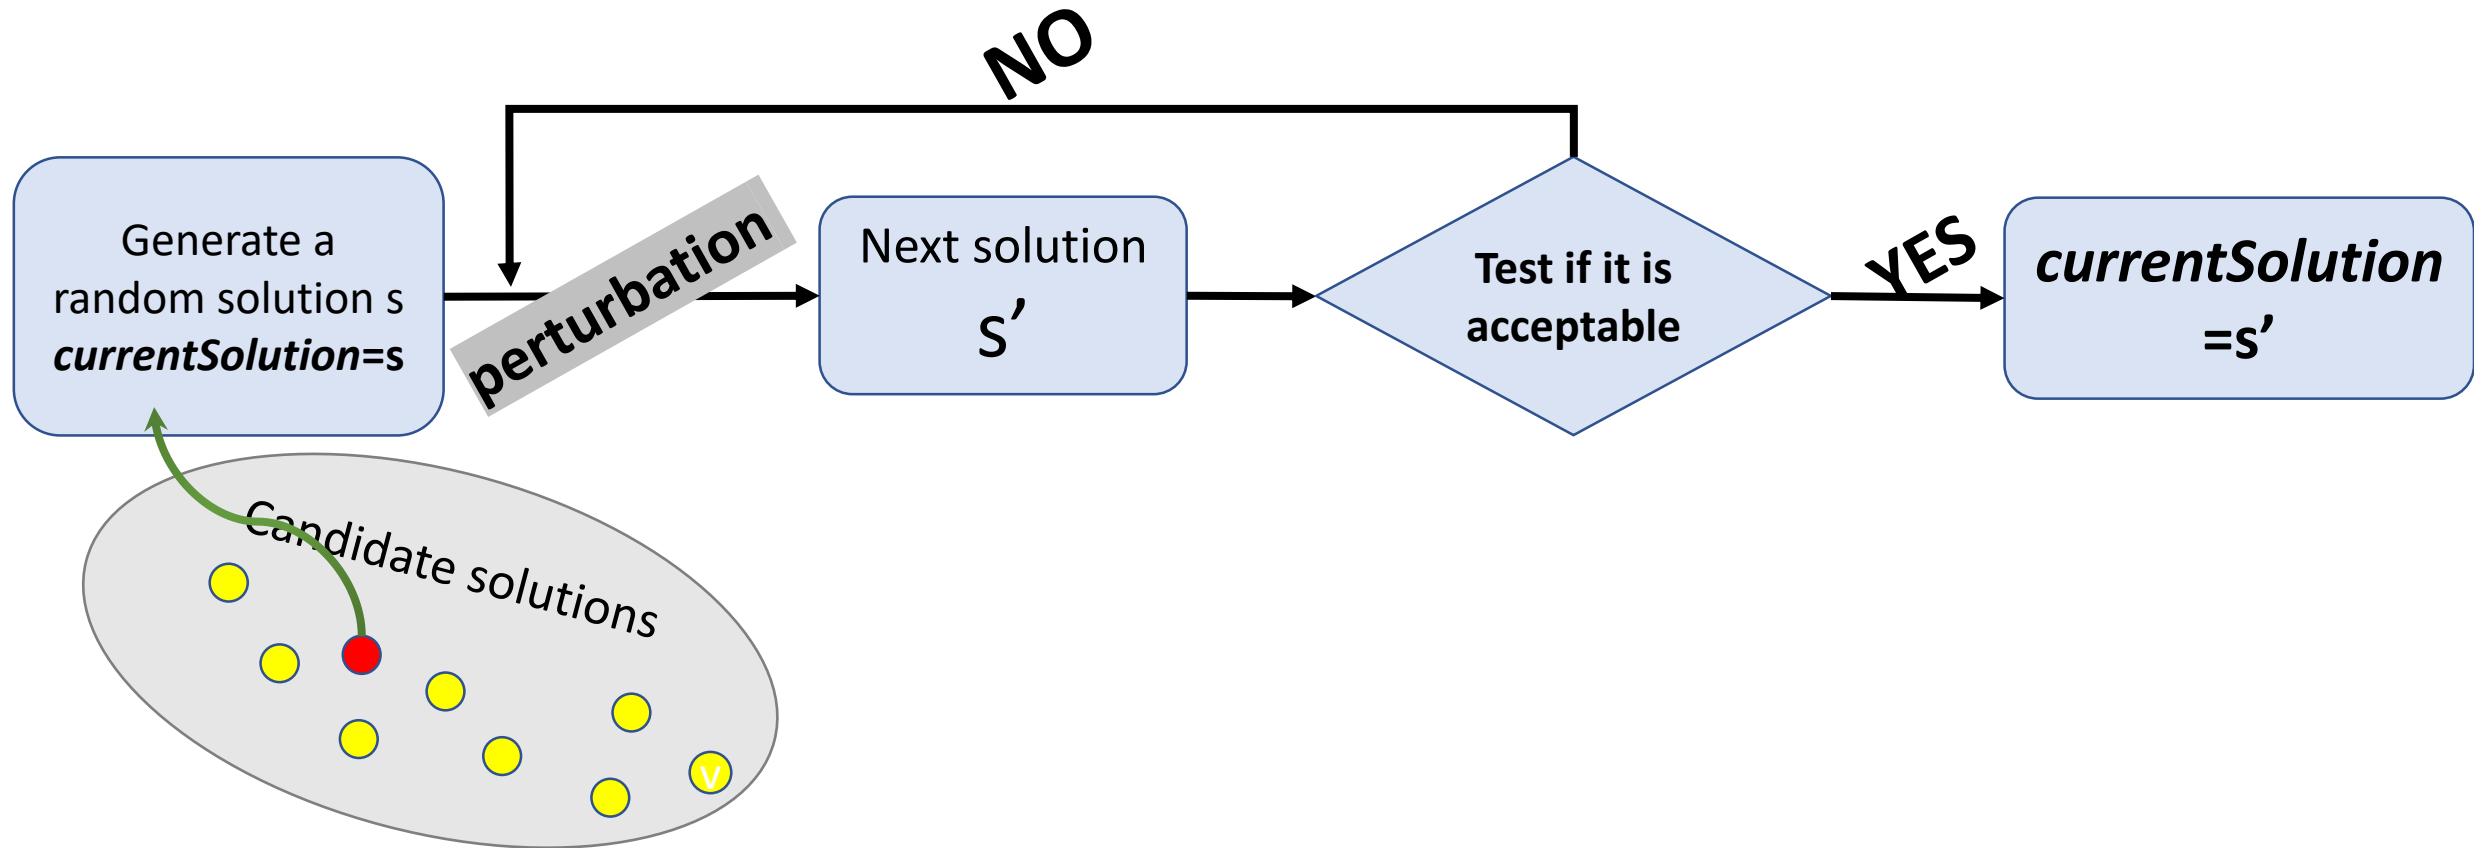 NO
Generate a
random solution s
currentSolution=s
perturbation
Next solution
s’
Test if it is
acceptable
YES
currentSolution
=s’
Candidate solutions
v